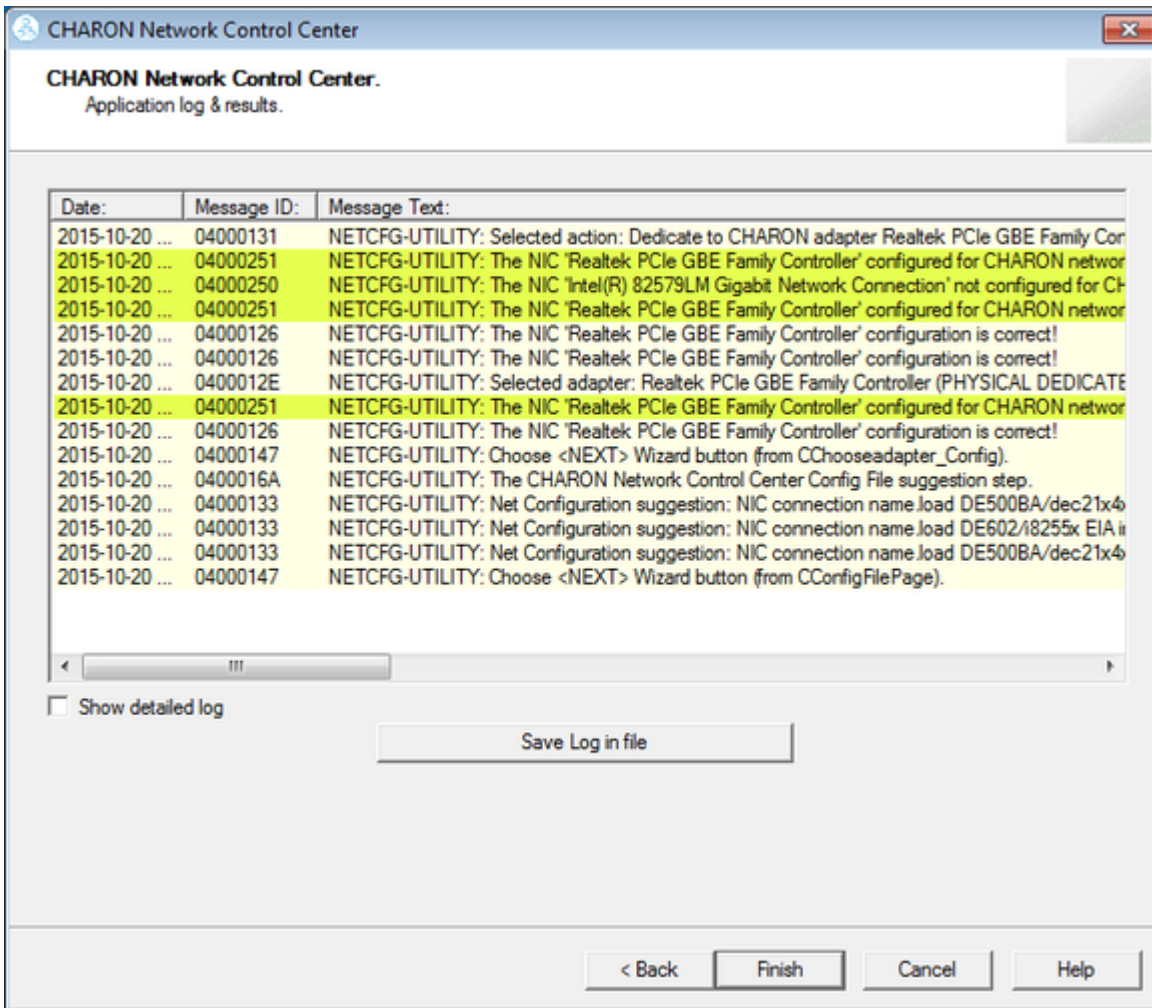 CHARON Network Control Center
CHARON Network Control Center.
Application log & results.
Date: Message ID: Message Text:
2015-10-20 ... 04000131 NETCFG-UTILITY: Selected action: Dedicate to CHARON adapter Realtek PCIe GBE Family Con
2015-10-20 ... 04000251 NETCFG-UTILITY: The NIC 'Realtek PCIe GBE Family Controller' configured for CHARON networ
2015-10-20 ... 04000250 NETCFG-UTILITY: The NIC 'Intel(R) 82579LM Gigabit Network Connection' not configured for CH
2015-10-20 ... 04000251 NETCFG-UTILITY: The NIC 'Realtek PCIe GBE Family Controller' configured for CHARON networ
2015-10-20 ... 04000126 NETCFG-UTILITY: The NIC 'Realtek PCIe GBE Family Controller' configuration is correct!
2015-10-20 ... 04000126 NETCFG-UTILITY: The NIC 'Realtek PCIe GBE Family Controller' configuration is correct!
2015-10-20 ... 0400012E NETCFG-UTILITY: Selected adapter: Realtek PCIe GBE Family Controller (PHYSICAL DEDICATE
2015-10-20 ... 04000251 NETCFG-UTILITY: The NIC 'Realtek PCIe GBE Family Controller' configured for CHARON networ
2015-10-20 ... 04000126 NETCFG-UTILITY: The NIC 'Realtek PCIe GBE Family Controller' configuration is correct!
2015-10-20 ... 04000147 NETCFG-UTILITY: Choose <NEXT> Wizard button (from CChooseadapter_Config).
2015-10-20 ... 0400016A NETCFG-UTILITY: The CHARON Network Control Center Config File suggestion step.
2015-10-20 ... 04000133 NETCFG-UTILITY: Net Configuration suggestion: NIC connection name.load DE500BA/dec21x4x
2015-10-20 ... 04000133 NETCFG-UTILITY: Net Configuration suggestion: NIC connection name.load DE602/i8255x EIA i
2015-10-20 ... 04000133 NETCFG-UTILITY: Net Configuration suggestion: NIC connection name.load DE500BA/dec21x4x
2015-10-20 ... 04000147 NETCFG-UTILITY: Choose <NEXT> Wizard button (from CConfigFilePage).
Show detailed log
Save Log in file
< Back Finish Cancel Help